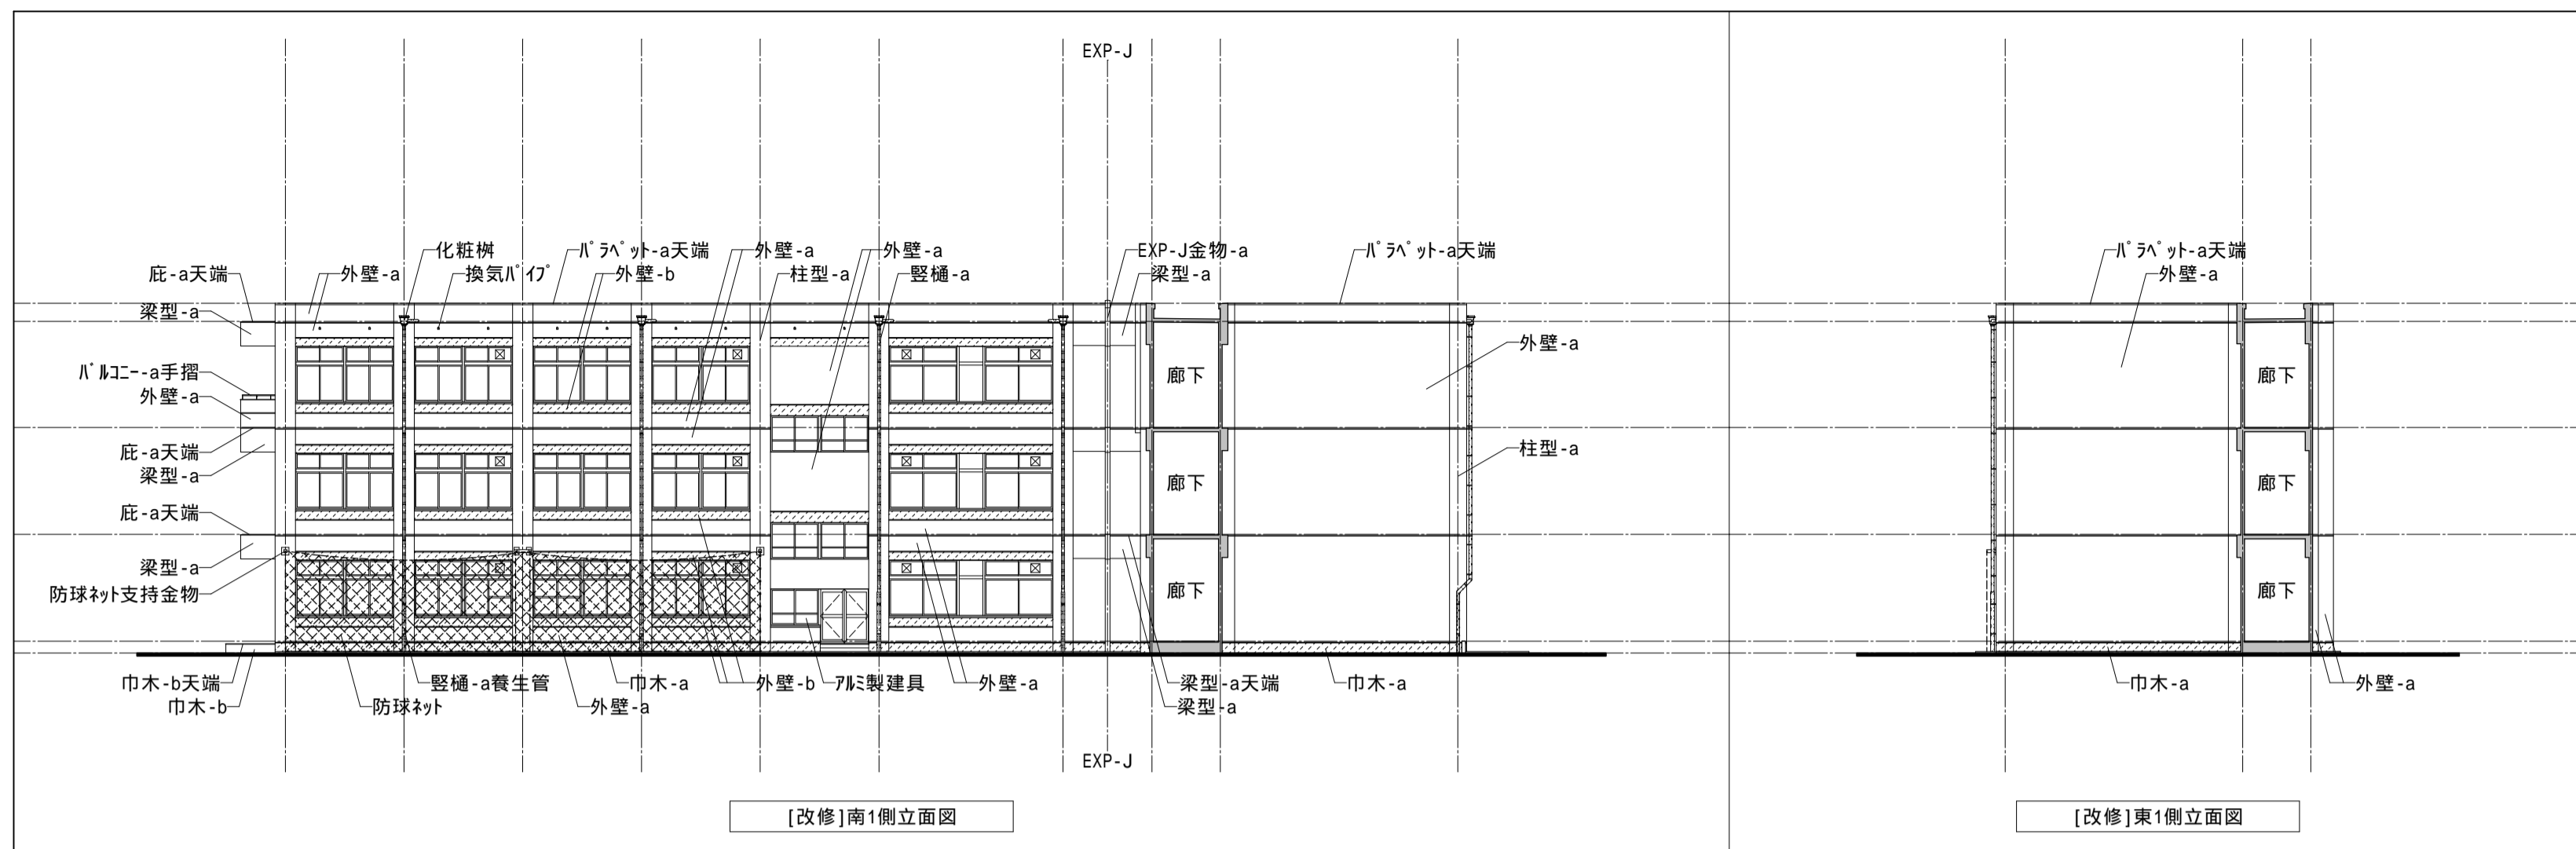 EXP-J
化粧桝
パラペット-a天端
外壁-a
外壁-a
EXP-J金物-a
パラペット-a天端
パラペット-a天端
庇-a天端
外壁-a
換気パイプ
外壁-b
柱型-a
竪樋-a
梁型-a
外壁-a
梁型-a
外壁-a
バルコニー-a手摺
廊下
廊下
外壁-a
庇-a天端
柱型-a
梁型-a
廊下
廊下
庇-a天端
梁型-a
防球ネット支持金物
廊下
廊下
巾木-b天端
竪樋-a養生管
巾木-a
外壁-b
アルミ製建具
外壁-a
梁型-a天端
巾木-a
巾木-a
外壁-a
巾木-b
防球ネット
外壁-a
梁型-a
EXP-J
[改修]南1側立面図
[改修]東1側立面図